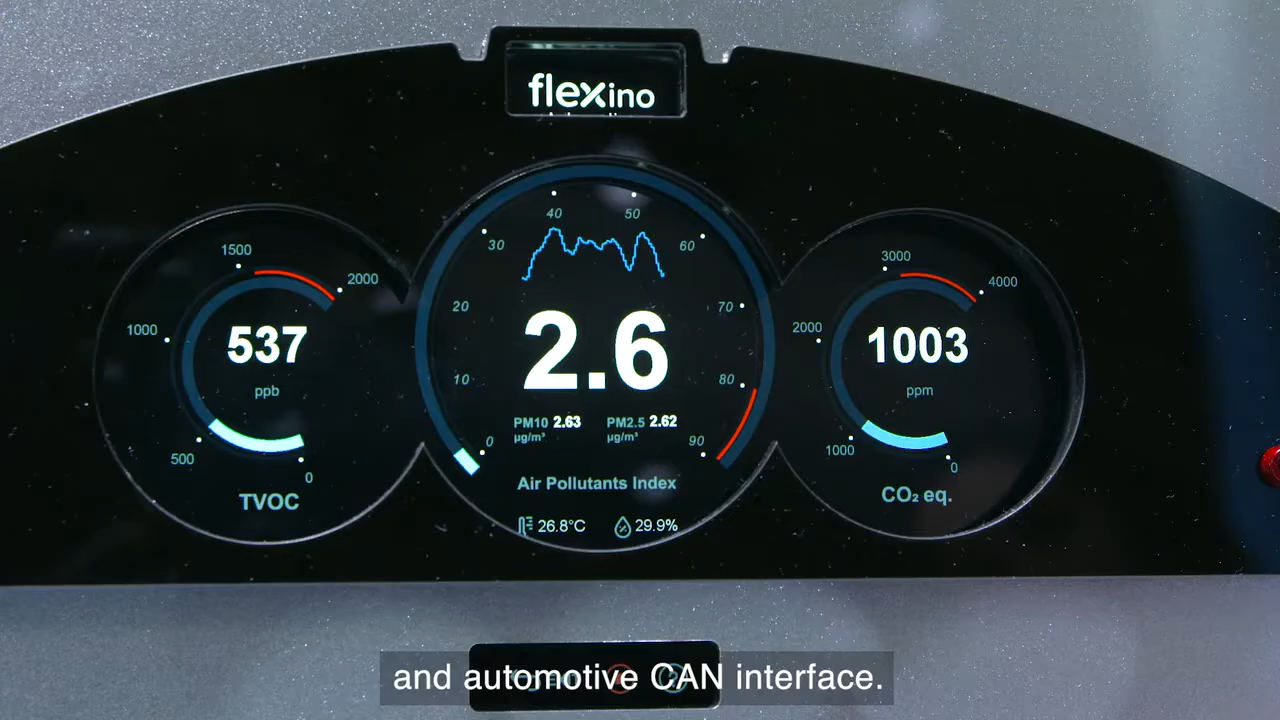 flexino
1500
2000
1000
500
0
537
ppb
TVOC
40
50
30
60
20
70
10
80
0
90
2.6
PM10 2.63
µg/m³
PM2.5 2.62
µg/m³
Air Pollutants Index
26.8°C
29.9%
3000
4000
2000
1000
0
1003
ppm
CO₂ eq.
and automotive CAN interface.